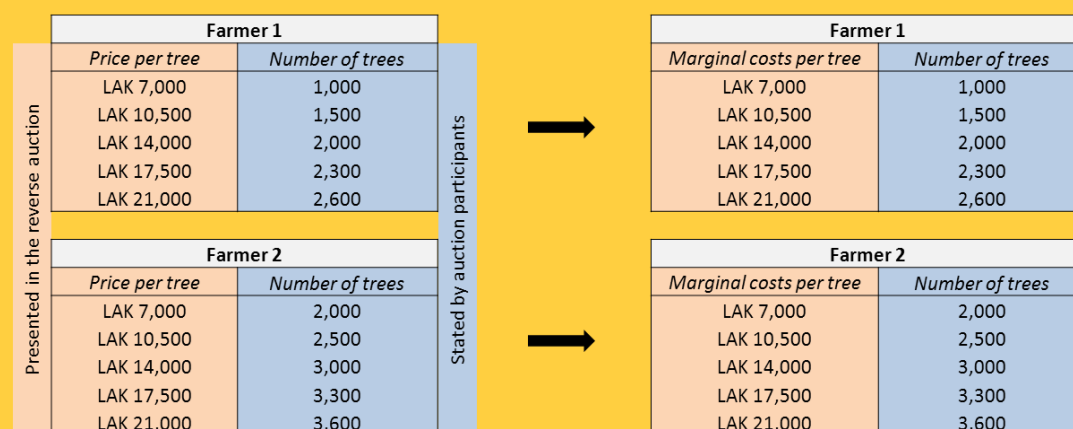 Presented in the reverse auction
Farmer 1
Price per tree Number of trees
LAK 7,000 1,000
LAK 10,500 1,500
LAK 14,000 2,000
LAK 17,500 2,300
LAK 21,000 2,600
Farmer 2
Price per tree Number of trees
LAK 7,000 2,000
LAK 10,500 2,500
LAK 14,000 3,000
LAK 17,500 3,300
LAK 21,000 3,600
Stated by auction participants
Farmer 1
Marginal costs per tree Number of trees
LAK 7,000 1,000
LAK 10,500 1,500
LAK 14,000 2,000
LAK 17,500 2,300
LAK 21,000 2,600
Farmer 2
Marginal costs per tree Number of trees
LAK 7,000 2,000
LAK 10,500 2,500
LAK 14,000 3,000
LAK 17,500 3,300
LAK 21,000 3,600